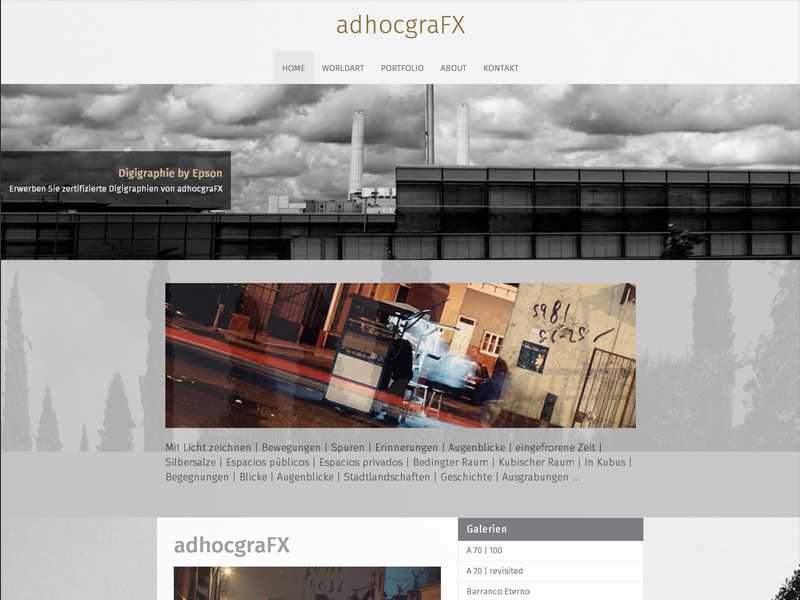 adhocgraFX
HOME WORLDART PORTFOLIO ABOUT KONTAKT
Digigraphie by Epson
Erwerben Sie zertifizierte Digigraphien von adhocgraFX
5981
Mit Licht zeichnen | Bewegungen | Spuren | Erinnerungen | Augenblicke | eingefrorene Zeit |
Silbersalze | Espacios públicos | Espacios privados | Bedingter Raum | Kubischer Raum | In Kubus |
Begegnungen | Blicke | Augenblicke | Stadtlandschaften | Geschichte | Ausgrabungen ...
adhocgraFX
Galerien
A 70 | 100
A 70 | revisited
Barranco Eterno